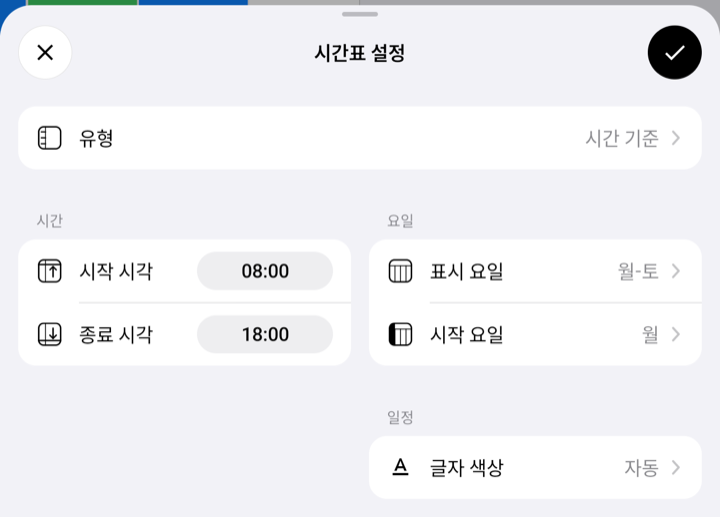 시간표 설정
유형
시간 기준
시간
시작 시각
08:00
종료 시각
18:00
요일
표시 요일
월-토
시작 요일
월
일정
A
글자 색상
자동